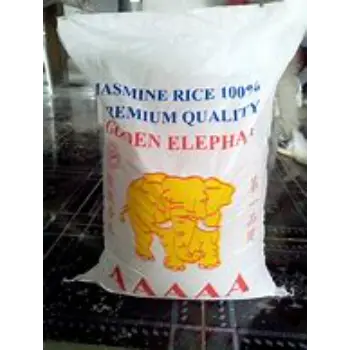 JASMINE RICE 100%
PREMIUM QUALITY
GOLDEN ELEPHA
AAAAA